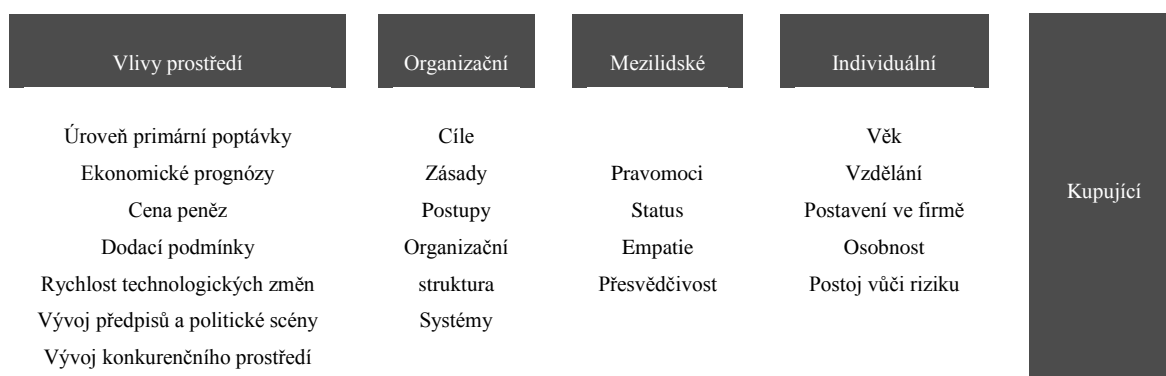 Vlivy prostředí
Úroveň primární poptávky
Ekonomické prognózy
Cena peněz
Dodací podmínky
Rychlost technologických změn
Vývoj předpisů a politické scény
Vývoj konkurenčního prostředí
Organizační
Cíle
Zásady
Postupy
Organizační
struktura
Systémy
Mezilidské
Pravomoci
Status
Empatie
Přesvědčivost
Individuální
Věk
Vzdělání
Postavení ve firmě
Osobnost
Postoj vůči riziku
Kupující